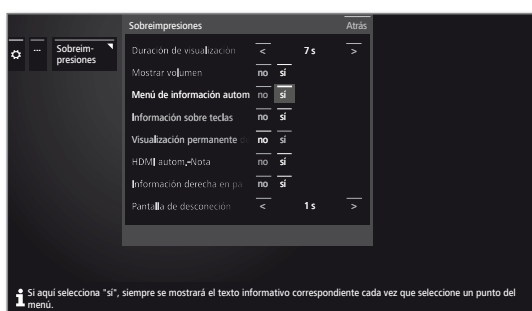 Sobreimpresiones Atrás
... Sobreim-
presiones
Duración de visualización < 7 s >
Mostrar volumen no sí
Menú de información autom no sí
Información sobre teclas no sí
Visualización permanente no sí
HDMI autom.-Nota no sí
Información derecha en pa no sí
Pantalla de desconeción < 1 s >
Si aquí selecciona "sí", siempre se mostrará el texto informativo correspondiente cada vez que seleccione un punto del
menú.